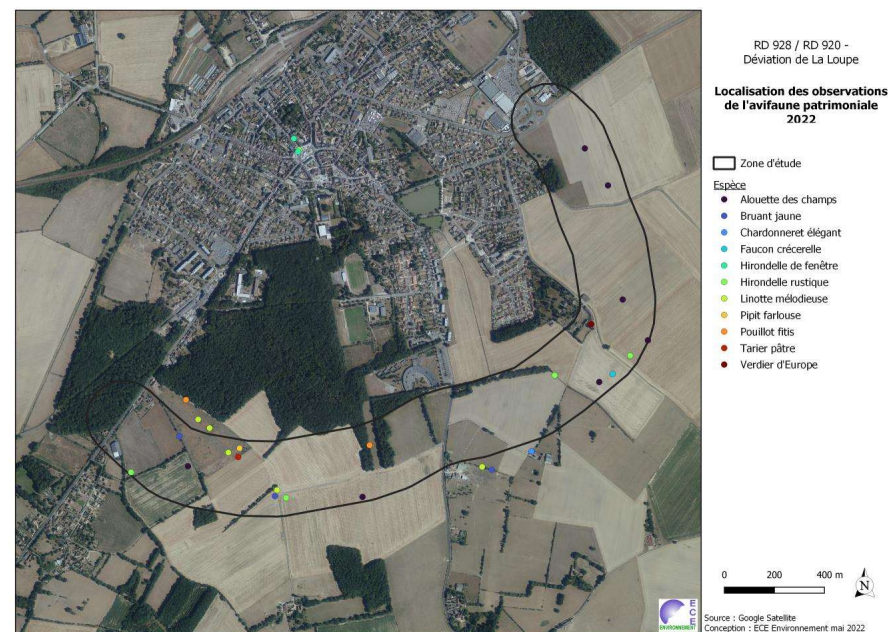 RD 928 / RD 920 -
Déviation de La Loupe
Localisation des observations
de l'avifaune patrimoniale
2022
Zone d'étude
Espèce
Alouette des champs
Bruant jaune
Chardonneret élégant
Faucon crécerelle
Hirondelle de fenêtre
Hirondelle rustique
Linotte mélodieuse
Pipit farlouse
Pouillot fitis
Tarier pâtre
Verdier d'Europe
0 200 400 m
N
ECE
ENVIRONNEMENT
Source : Google Satellite
Conception : ECE Environnement mai 2022